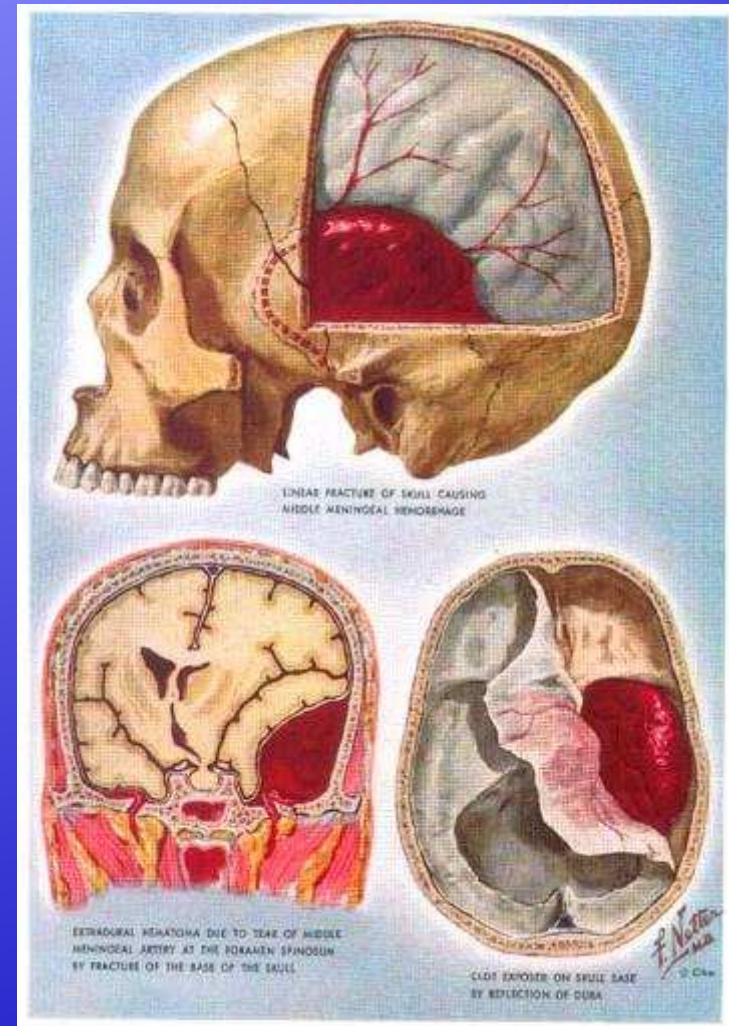 LINEAR FRACTURE OF SKULL CAUSING
MIDDLE MENINGEAL HEMORRHAGE
EXTRADURAL HEMATOMA DUE TO TEAR OF MIDDLE
MENINGEAL ARTERY AT THE FORAMEN SPINOSUM
BY FRACTURE OF THE BASE OF THE SKULL
CLOT EXPOSED ON SKULL BASE
BY REFLECTION OF DURA
F. Netter
M.D.
© Ciba